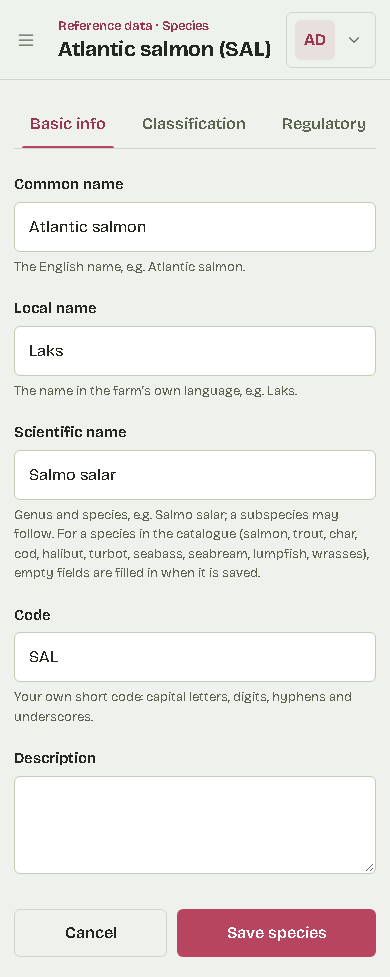 Reference data · Species
Atlantic salmon (SAL)
AD
Basic info
Classification
Regulatory
Common name
Atlantic salmon
The English name, e.g. Atlantic salmon.
Local name
Laks
The name in the farm's own language, e.g. Laks.
Scientific name
Salmo salar
Genus and species, e.g. Salmo salar; a subspecies may
follow. For a species in the catalogue (salmon, trout, char,
cod, halibut, turbot, seabass, seabream, lumpfish, wrasses),
empty fields are filled in when it is saved.
Code
SAL
Your own short code: capital letters, digits, hyphens and
underscores.
Description
Cancel
Save species